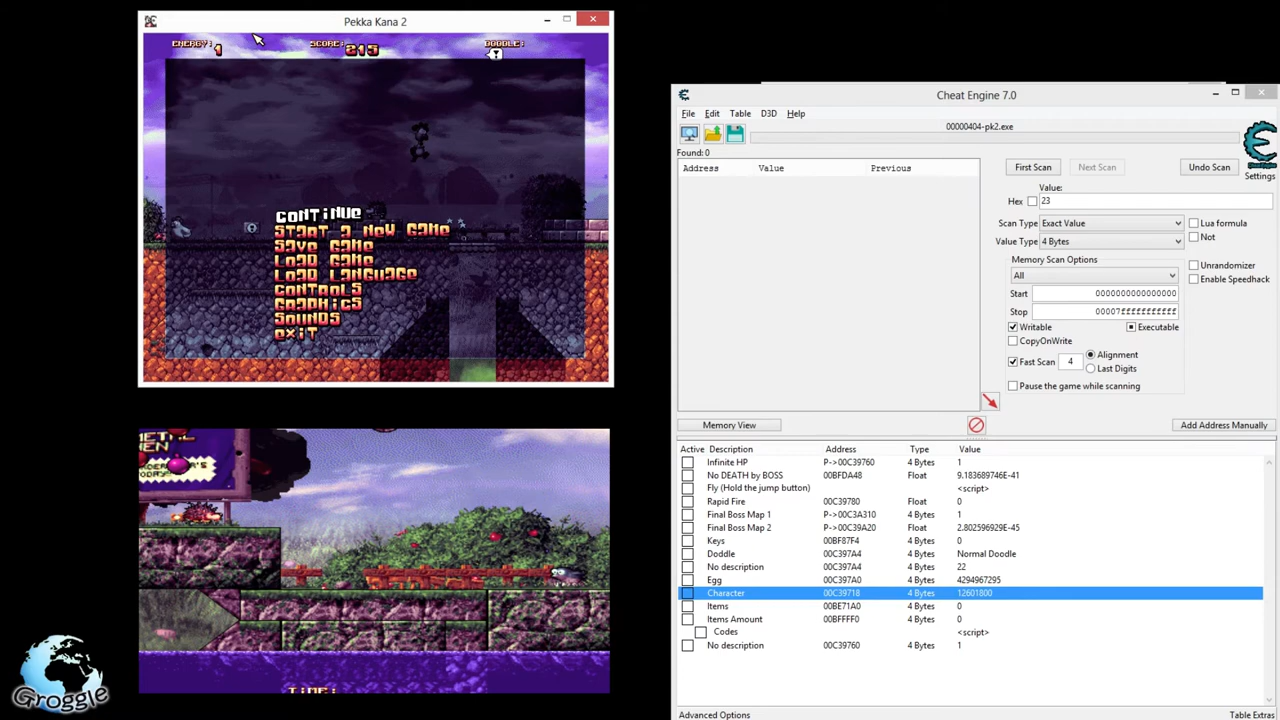 Pekka Kana 2
ENERGY: 1
SCORE: 215
DOODLE:
CONTINUE
START A NEW GAME
SAVE GAME
LOAD GAME
LOAD LANGUAGE
CONTROLS
GRAPHICS
SOUNDS
EXIT
TIME:
Groggle
Cheat Engine 7.0
File Edit Table D3D Help
00000404-pk2.exe
Found: 0
Address Value Previous
First Scan Next Scan Undo Scan
Settings
Value:
Hex 23
Scan Type Exact Value
Lua formula
Value Type 4 Bytes
Not
Memory Scan Options
All
Unrandomizer
Enable Speedhack
Start 0000000000000000
Stop 00007fffffffffff
Writable Executable
CopyOnWrite
Fast Scan 4 Alignment
Last Digits
Pause the game while scanning
Memory View
Add Address Manually
Active Description Address Type Value
Infinite HP P->00C39760 4 Bytes 1
No DEATH by BOSS 00BFDA48 Float 9.183689746E-41
Fly (Hold the jump button) <script>
Rapid Fire 00C39780 Float 0
Final Boss Map 1 P->00C3A310 4 Bytes 1
Final Boss Map 2 P->00C39A20 Float 2.802596929E-45
Keys 00BF87F4 4 Bytes 0
Doddle 00C397A4 4 Bytes Normal Doodle
No description 00C397A4 4 Bytes 22
Egg 00C397A0 4 Bytes 4294967295
Character 00C39718 4 Bytes 12601800
Items 00BE71A0 4 Bytes 0
Items Amount 00BFFFF0 4 Bytes 0
Codes <script>
No description 00C39760 4 Bytes 1
Advanced Options
Table Extras